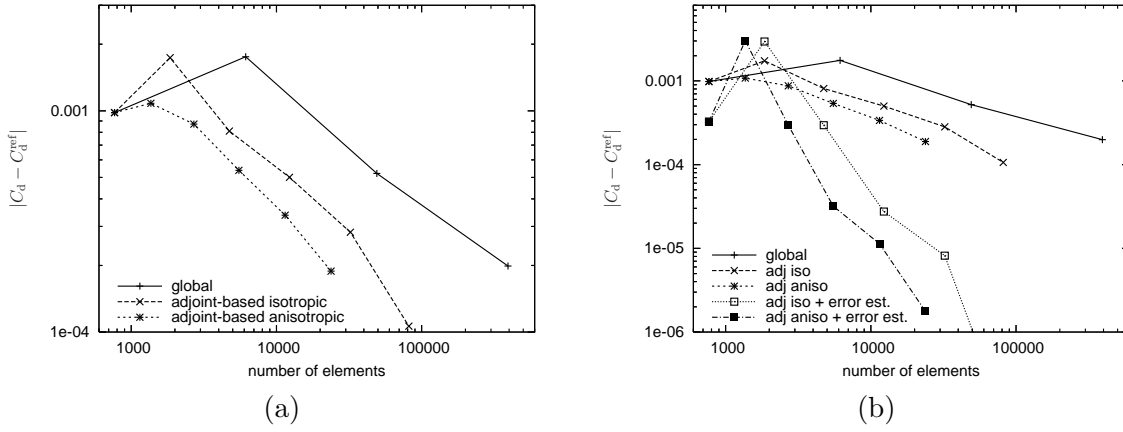 0.001
1e-04
1000
10000
100000
|C_d − C_d^ref|
number of elements
global
adjoint-based isotropic
adjoint-based anisotropic
(a)
0.001
1e-04
1e-05
1e-06
1000
10000
100000
|C_d − C_d^ref|
number of elements
global
adj iso
adj aniso
adj iso + error est.
adj aniso + error est.
(b)